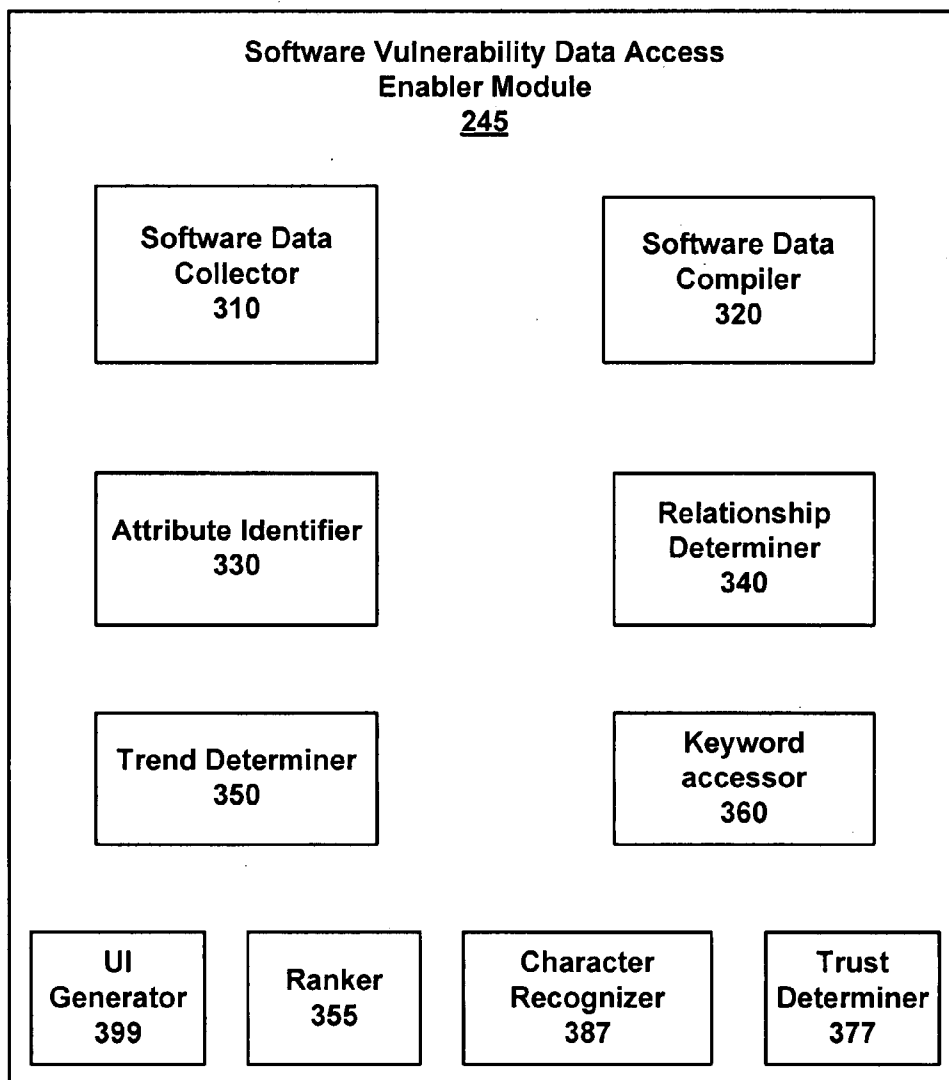 Software Vulnerability Data Access
Enabler Module
245
Software Data
Collector
310
Software Data
Compiler
320
Attribute Identifier
330
Relationship
Determiner
340
Trend Determiner
350
Keyword
accessor
360
UI
Generator
399
Ranker
355
Character
Recognizer
387
Trust
Determiner
377